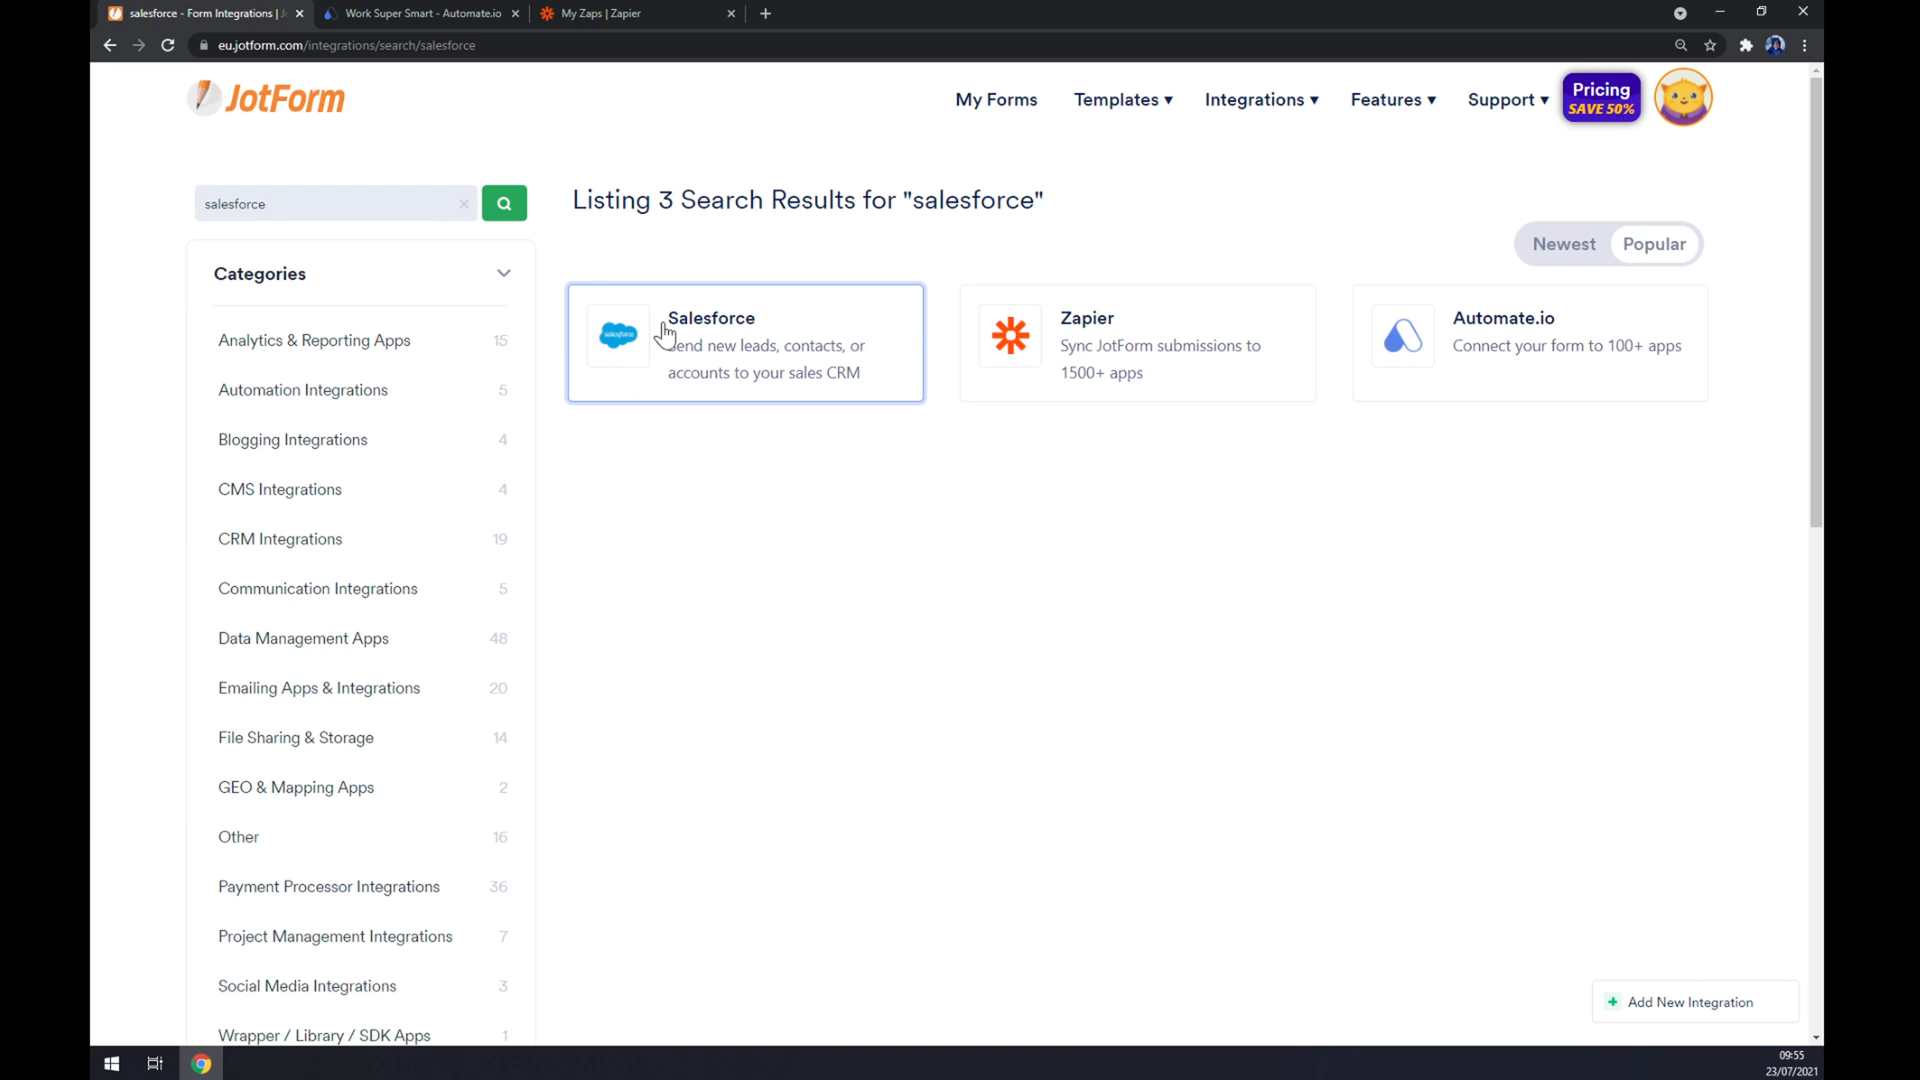 salesforce - Form Integrations | J
Work Super Smart - Automate.io
My Zaps | Zapier
eu.jotform.com/integrations/search/salesforce
JotForm
My Forms
Templates ▾
Integrations ▾
Features ▾
Support ▾
Pricing
SAVE 50%
salesforce
Listing 3 Search Results for "salesforce"
Newest
Popular
Categories
Analytics & Reporting Apps 15
Automation Integrations 5
Blogging Integrations 4
CMS Integrations 4
CRM Integrations 19
Communication Integrations 5
Data Management Apps 48
Emailing Apps & Integrations 20
File Sharing & Storage 14
GEO & Mapping Apps 2
Other 16
Payment Processor Integrations 36
Project Management Integrations 7
Social Media Integrations 3
Wrapper / Library / SDK Apps 1
salesforce
Salesforce
Send new leads, contacts, or
accounts to your sales CRM
Zapier
Sync JotForm submissions to
1500+ apps
Automate.io
Connect your form to 100+ apps
+ Add New Integration
09:55
23/07/2021